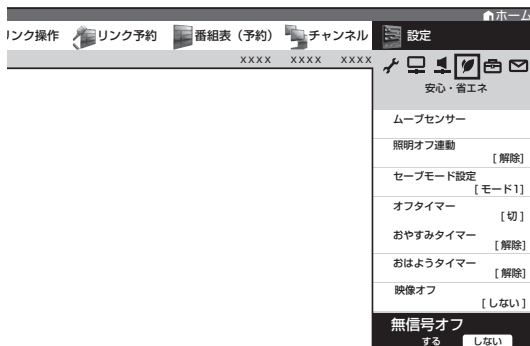 ホーム
リンク操作 リンク予約 番組表（予約） チャンネル 設定
xxxx xxxx xxxx
安心・省エネ
ムーブセンサー
照明オフ連動
[解除]
セーブモード設定
[モード1]
オフタイマー
[切]
おやすみタイマー
[解除]
おはようタイマー
[解除]
映像オフ
[しない]
無信号オフ
する しない